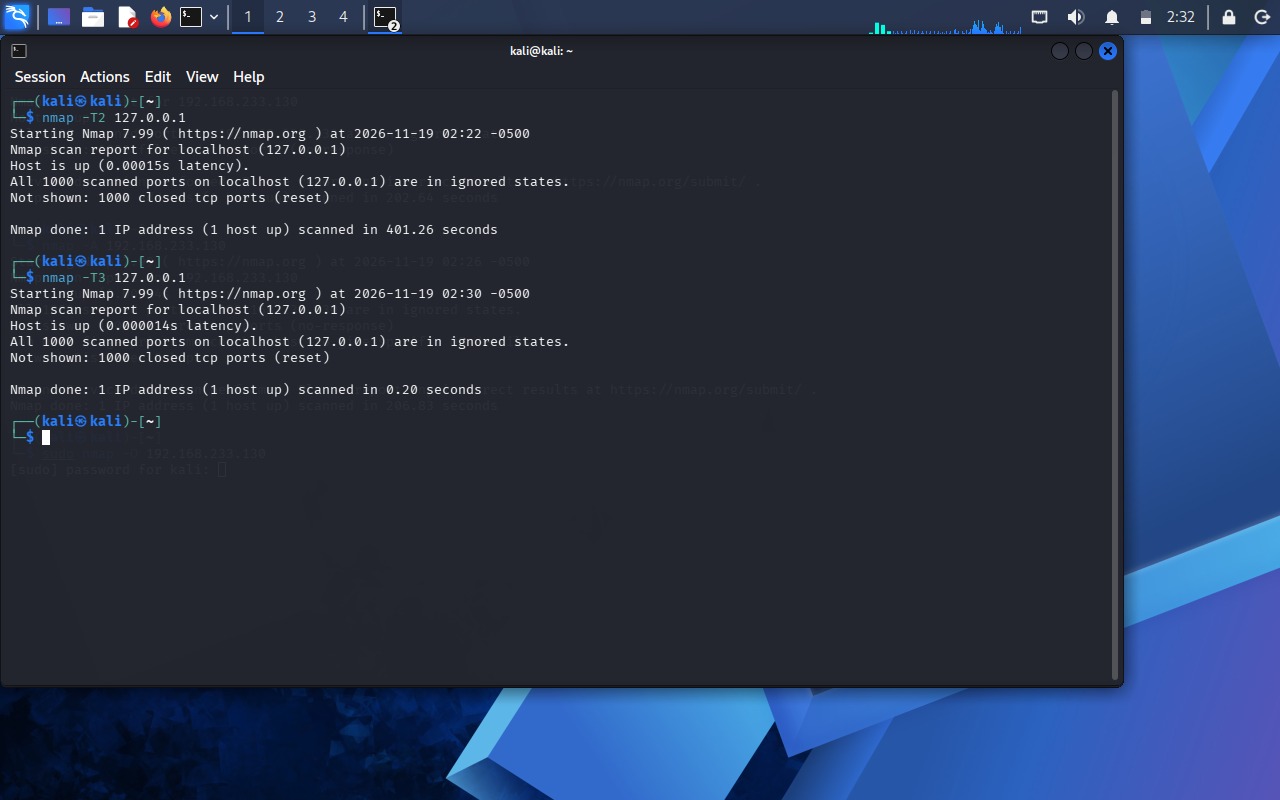 1 2 3 4 2 2:32
kali@kali: ~
Session Actions Edit View Help
┌──(kali㉿kali)-[~]
└─$ nmap -T2 127.0.0.1
Starting Nmap 7.99 ( https://nmap.org ) at 2026-11-19 02:22 -0500
Nmap scan report for localhost (127.0.0.1)
Host is up (0.00015s latency).
All 1000 scanned ports on localhost (127.0.0.1) are in ignored states.
Not shown: 1000 closed tcp ports (reset)
Nmap done: 1 IP address (1 host up) scanned in 401.26 seconds
┌──(kali㉿kali)-[~]
└─$ nmap -T3 127.0.0.1
Starting Nmap 7.99 ( https://nmap.org ) at 2026-11-19 02:30 -0500
Nmap scan report for localhost (127.0.0.1)
Host is up (0.000014s latency).
All 1000 scanned ports on localhost (127.0.0.1) are in ignored states.
Not shown: 1000 closed tcp ports (reset)
Nmap done: 1 IP address (1 host up) scanned in 0.20 seconds
┌──(kali㉿kali)-[~]
└─$
[sudo] password for kali: